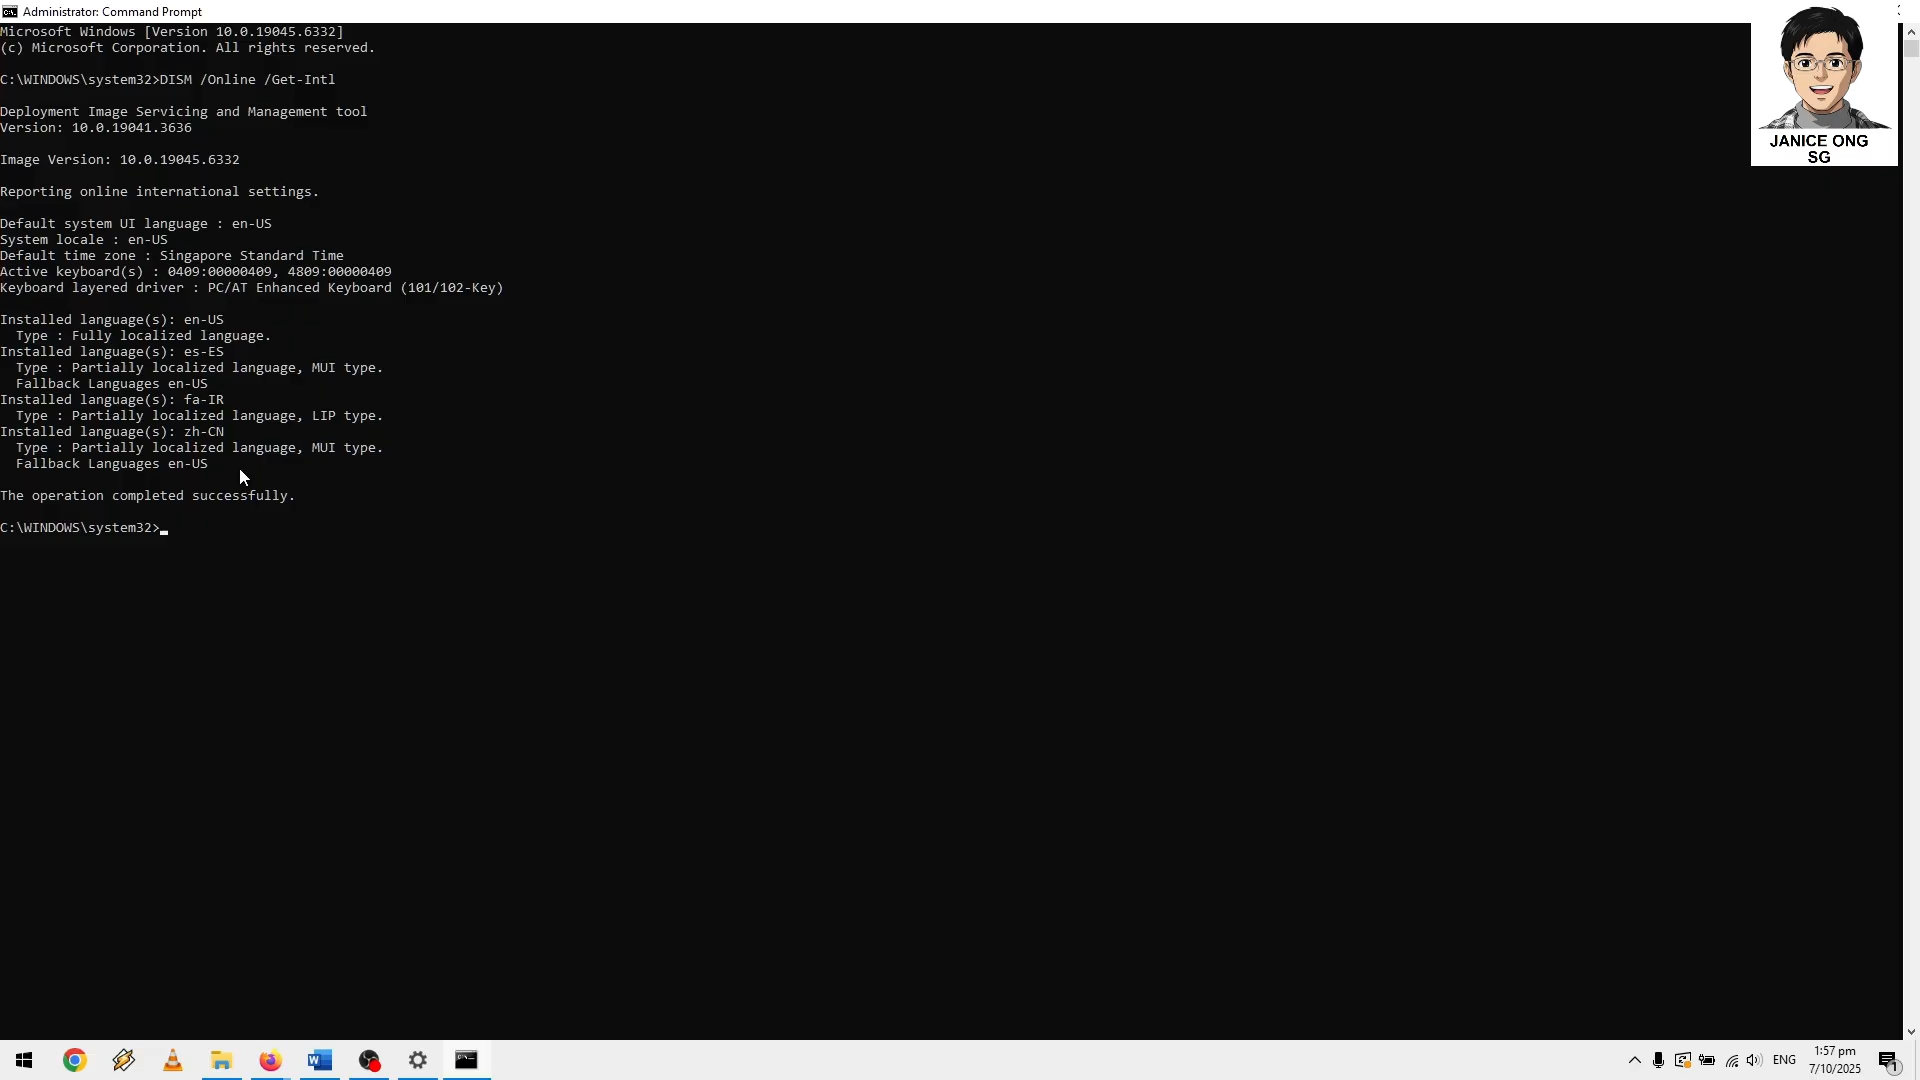 Administrator: Command Prompt
Microsoft Windows [Version 10.0.19045.6332]
(c) Microsoft Corporation. All rights reserved.
C:\WINDOWS\system32>DISM /Online /Get-Intl
Deployment Image Servicing and Management tool
Version: 10.0.19041.3636
Image Version: 10.0.19045.6332
Reporting online international settings.
Default system UI language : en-US
System locale : en-US
Default time zone : Singapore Standard Time
Active keyboard(s) : 0409:00000409, 4809:00000409
Keyboard layered driver : PC/AT Enhanced Keyboard (101/102-Key)
Installed language(s): en-US
Type : Fully localized language.
Installed language(s): es-ES
Type : Partially localized language, MUI type.
Fallback Languages en-US
Installed language(s): fa-IR
Type : Partially localized language, LIP type.
Installed language(s): zh-CN
Type : Partially localized language, MUI type.
Fallback Languages en-US
The operation completed successfully.
C:\WINDOWS\system32>
JANICE ONG
SG
ENG
1:57 pm
7/10/2025
1